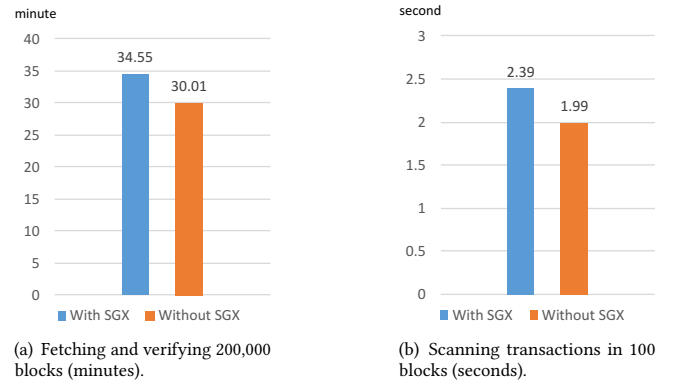 minute
40
35
30
25
20
15
10
5
0
34.55
30.01
With SGX Without SGX
(a) Fetching and verifying 200,000
blocks (minutes).
second
3
2.5
2
1.5
1
0.5
0
2.39
1.99
With SGX Without SGX
(b) Scanning transactions in 100
blocks (seconds).